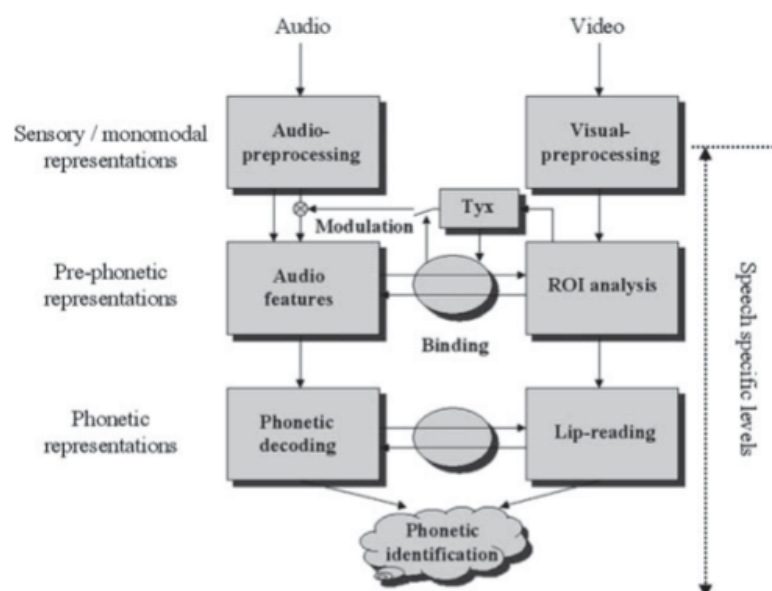 Audio
Video
Sensory / monomodal
representations
Audio-
preprocessing
Visual-
preprocessing
Tyx
Modulation
Pre-phonetic
representations
Audio
features
ROI analysis
Binding
Speech specific levels
Phonetic
representations
Phonetic
decoding
Lip-reading
Phonetic
identification